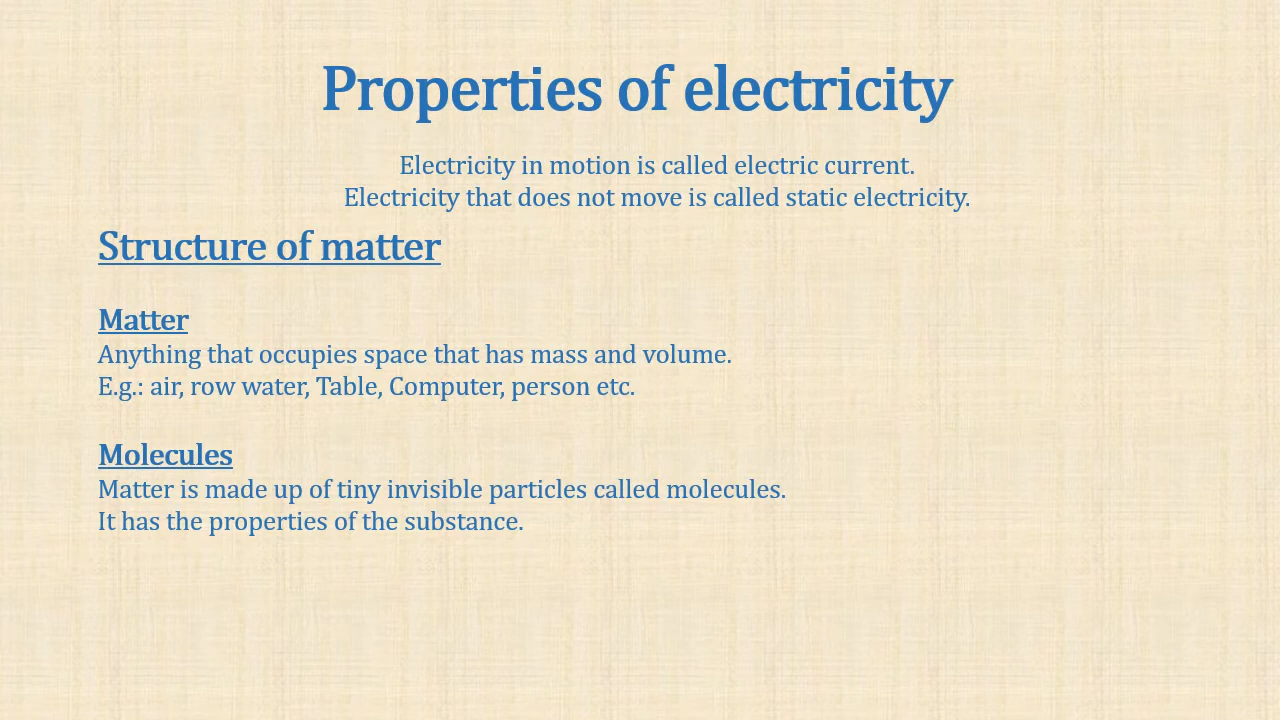 Properties of electricity
Electricity in motion is called electric current.
Electricity that does not move is called static electricity.
Structure of matter
Matter
Anything that occupies space that has mass and volume.
E.g.: air, row water, Table, Computer, person etc.
Molecules
Matter is made up of tiny invisible particles called molecules.
It has the properties of the substance.